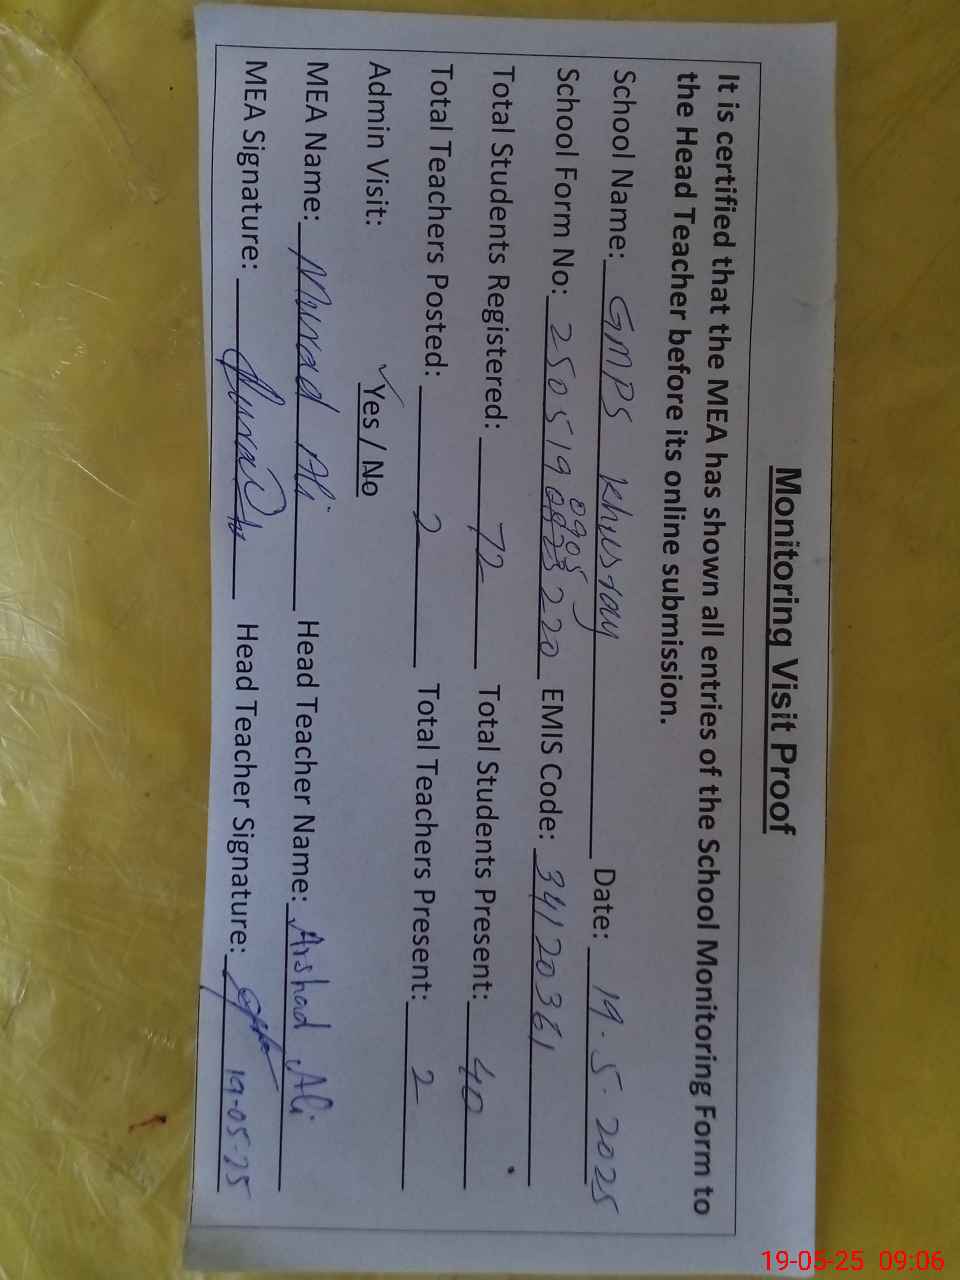 Monitoring Visit Proof
It is certified that the MEA has shown all entries of the School Monitoring Form to
the Head Teacher before its online submission.
School Name: GMPS Khustay Date: 19.5.2025
School Form No: 2505190905220 EMIS Code: 34120361
Total Students Registered: 72 Total Students Present: 40
Total Teachers Posted: 2 Total Teachers Present: 2
Admin Visit: ✓Yes / No
MEA Name: Murad Ali Head Teacher Name: Arshad Ali
MEA Signature: Head Teacher Signature: 19-05-25
19-05-25 09:06